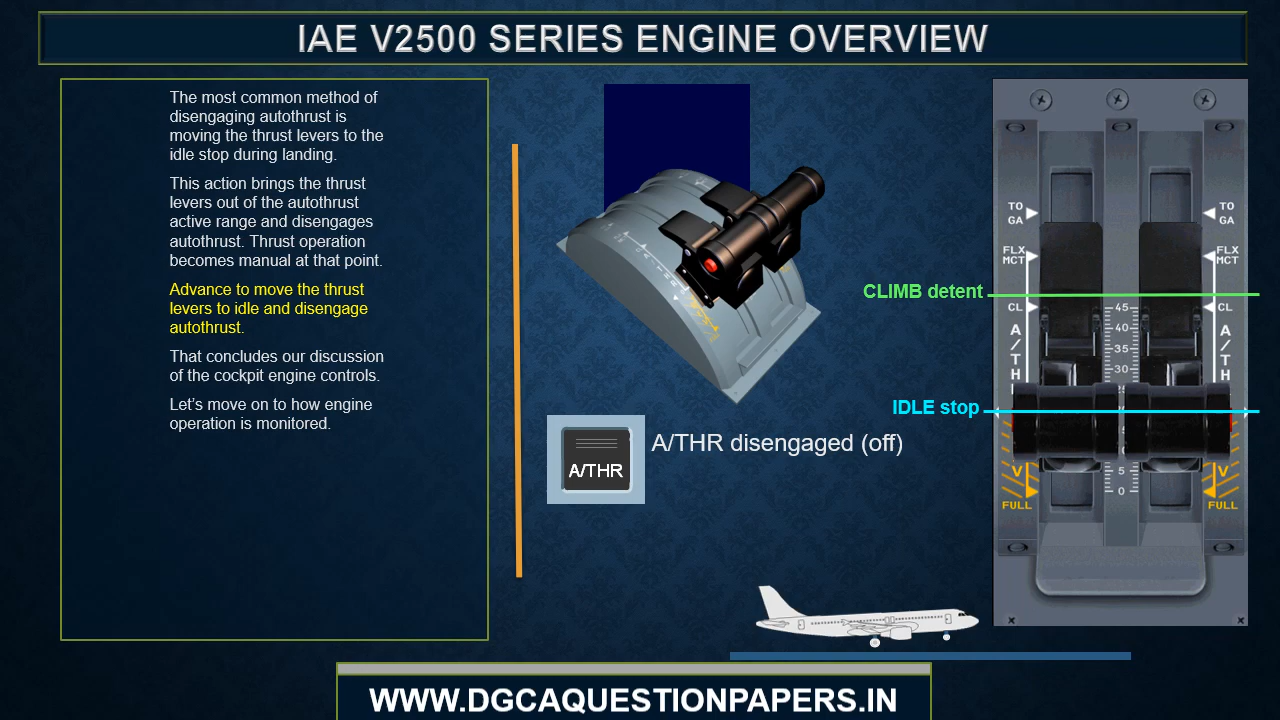 IAE V2500 SERIES ENGINE OVERVIEW
The most common method of
disengaging autothrust is
moving the thrust levers to the
idle stop during landing.
This action brings the thrust
levers out of the autothrust
active range and disengages
autothrust. Thrust operation
becomes manual at that point.
Advance to move the thrust
levers to idle and disengage
autothrust.
That concludes our discussion
of the cockpit engine controls.
Let's move on to how engine
operation is monitored.
A/THR
A/THR disengaged (off)
CLIMB detent
IDLE stop
TO
GA
TO
GA
FLX
MCT
FLX
MCT
CL
45
CL
40
35
30
A/TH
A/TH
5
0
V
V
FULL
FULL
WWW.DGCAQUESTIONPAPERS.IN